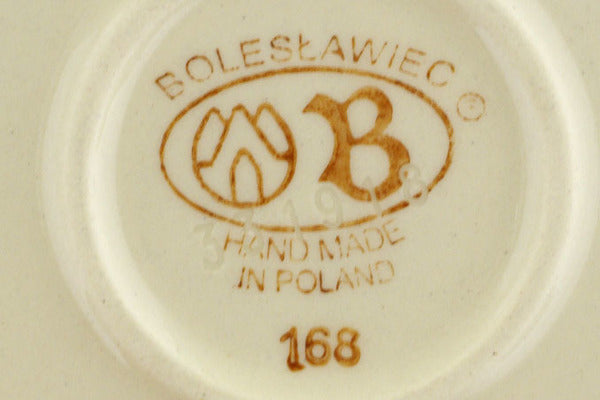 BOLESŁAWIEC ©
B
HAND MADE
IN POLAND
168